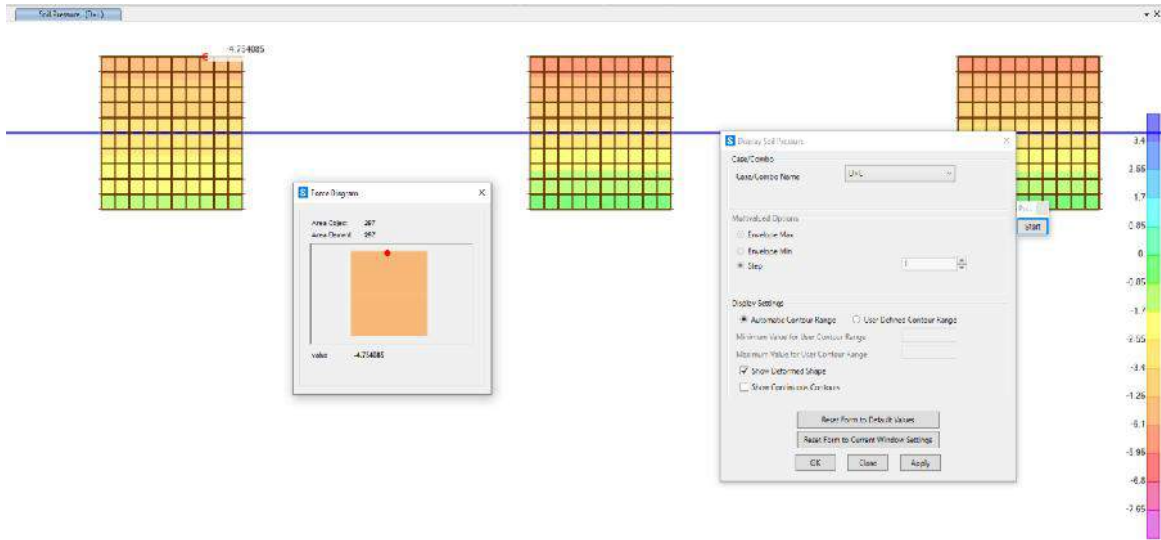 Soil Pressure (D+L)
-4.754085
Display Soil Pressure
Case/Combo
Case/Combo Name
D+L
Multivalued Options
Envelope Max
Envelope Min
Step
1
Display Settings
Automatic Contour Range
User Defined Contour Range
Minimum Value for User Contour Range
Maximum Value for User Contour Range
Show Deformed Shape
Show Continuous Contours
Reset Form to Default Values
Reset Form to Current Window Settings
OK
Close
Apply
Force Diagram
Area Object 297
Area Element 297
Value -4.754085
Start
3.4
2.55
1.7
0.85
0
-0.85
-1.7
-2.55
-3.4
-4.25
-5.1
-5.95
-6.8
-7.65